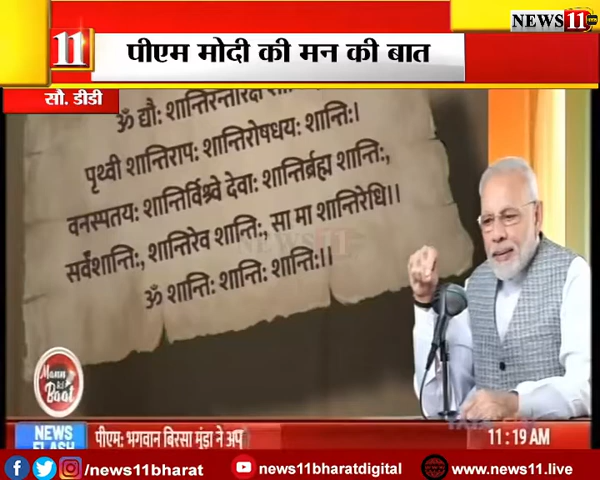 NEWS11
11
पीएम मोदी की मन की बात
सौ. डीडी
ॐ द्यौः शान्तिरन्तरिक्ष
पृथ्वी शान्तिरापः शान्तिरोषधयः शान्तिः।
वनस्पतयः शान्तिर्विश्र्वे देवाः शान्तिर्ब्रह्म शान्तिः,
सर्वंशान्तिः, शान्तिरेव शान्तिः, सा मा शान्तिरेधि।।
ॐ शान्तिः शान्तिः शान्तिः।।
NEWS11
Mann
Ki
Baat
NEWS
FLASH
पीएमः भगवान बिरसा मुंडा ने अपु
11:19 AM
/news11bharat
news11bharatdigital
www.news11.live